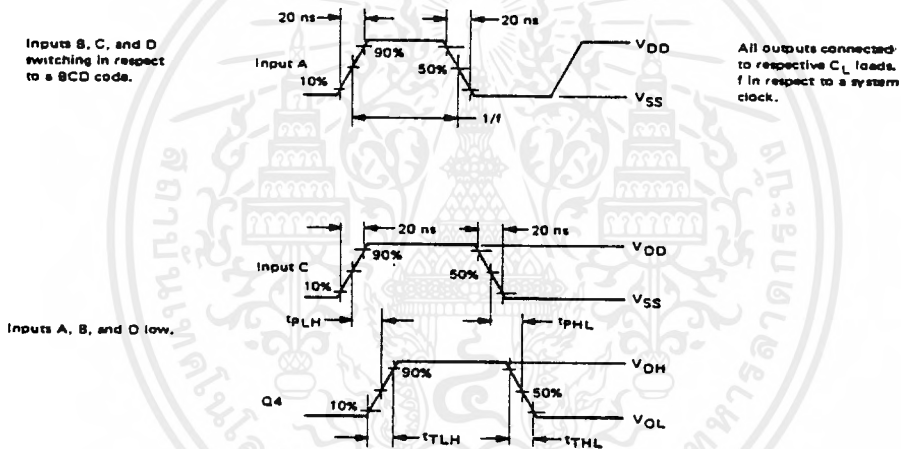 20 ns
20 ns
Inputs B, C, and D
switching in respect
to a BCD code.
Input A
90%
10%
50%
VDD
VSS
1/f
All outputs connected
to respective CL loads.
f in respect to a system
clock.
20 ns
20 ns
Input C
90%
10%
50%
VDD
VSS
Inputs A, B, and D low.
tPLH
tPHL
Q4
90%
10%
50%
VOH
VOL
tTLH
tTHL